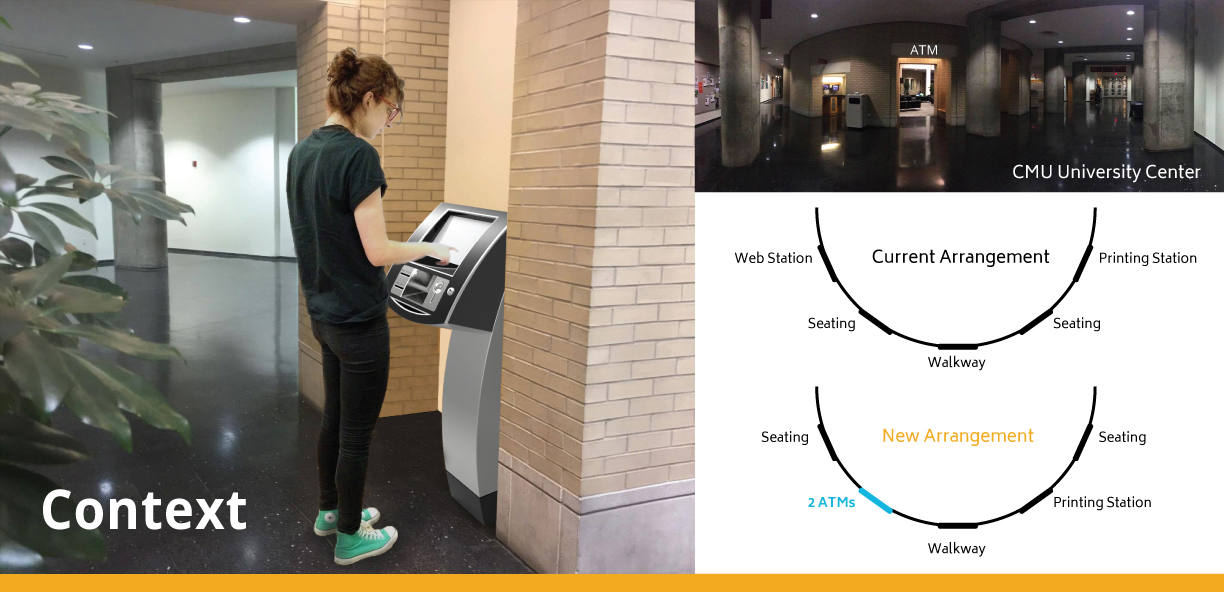 Context
ATM
CMU University Center
Current Arrangement
Web Station
Printing Station
Seating
Seating
Walkway
New Arrangement
Seating
Seating
2 ATMs
Printing Station
Walkway